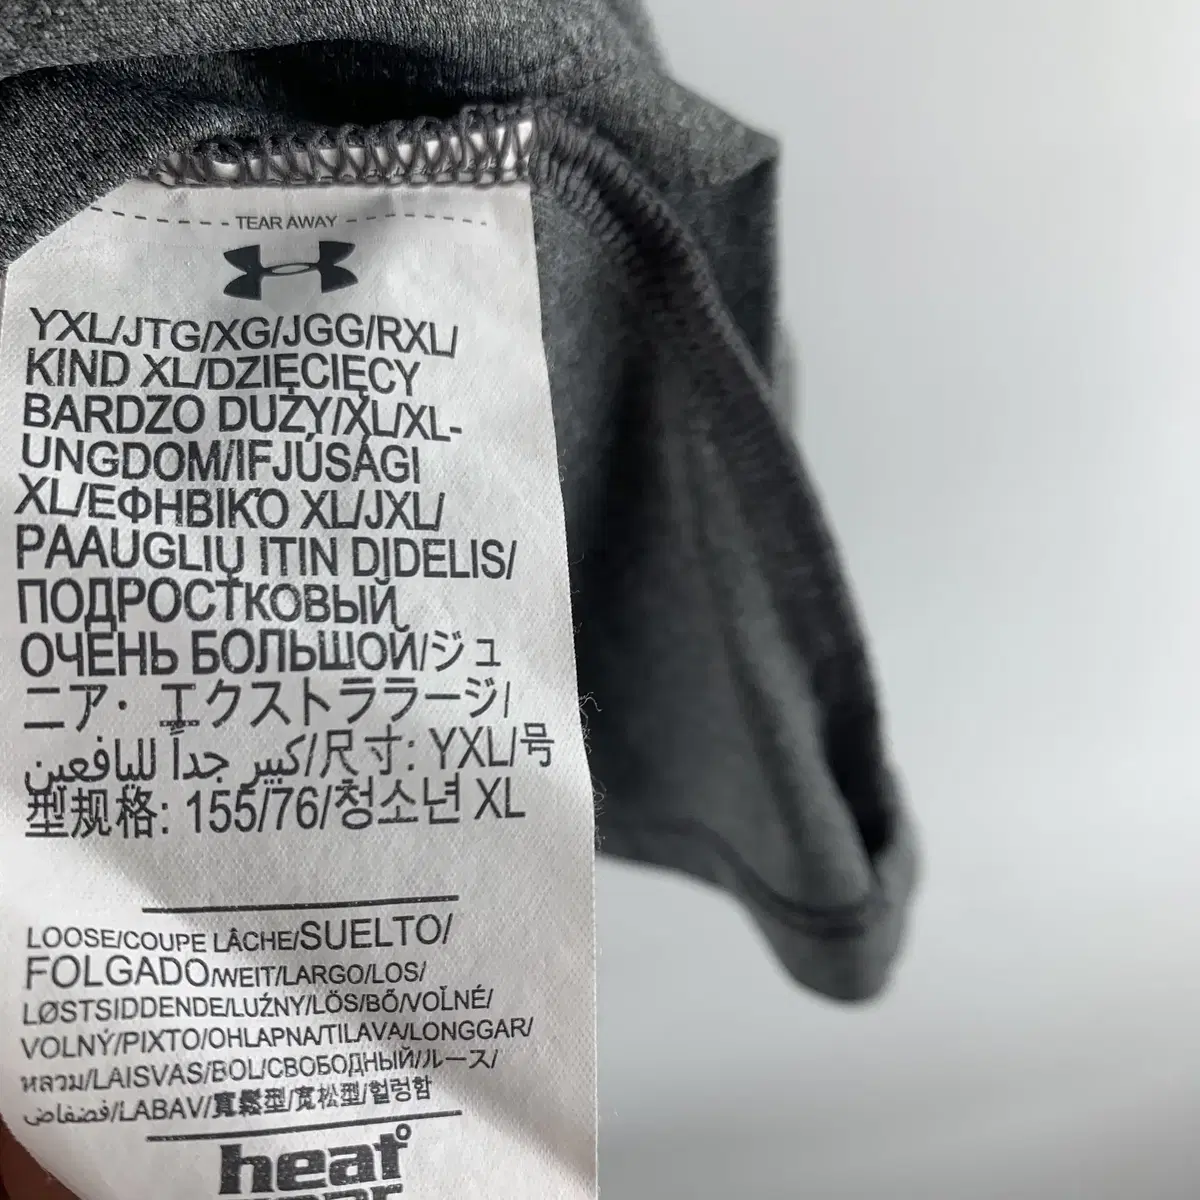 TEAR AWAY
YXL/JTG/XG/JGG/RXL/
KIND XL/DZIĘCIĘCY
BARDZO DUŻY/XL/XL-
UNGDOM/IFJÚSÁGI
XL/ΕΦΗΒΙΚΌ XL/JXL/
PAAUGLIŲ ITIN DIDELIS/
ПОДРОСТКОВЫЙ
ОЧЕНЬ БОЛЬШОЙ/ジュ
ニア・エクストララージ/
كبير جداً لليافعين/尺寸: YXL/号
型规格: 155/76/청소년 XL
LOOSE/COUPE LÂCHE/SUELTO/
FOLGADO/WEIT/LARGO/LOS/
LØSTSIDDENDE/LUŹNY/LÖS/BŐ/VOĽNÉ/
VOLNÝ/PIXTO/OHLAPNA/TILAVA/LONGGAR/
หลวม/LAISVAS/BOL/СВОБОДНЫЙ/ルース/
فضفاض/LABAV/寬鬆型/宽松型/헐렁함
heat
gear